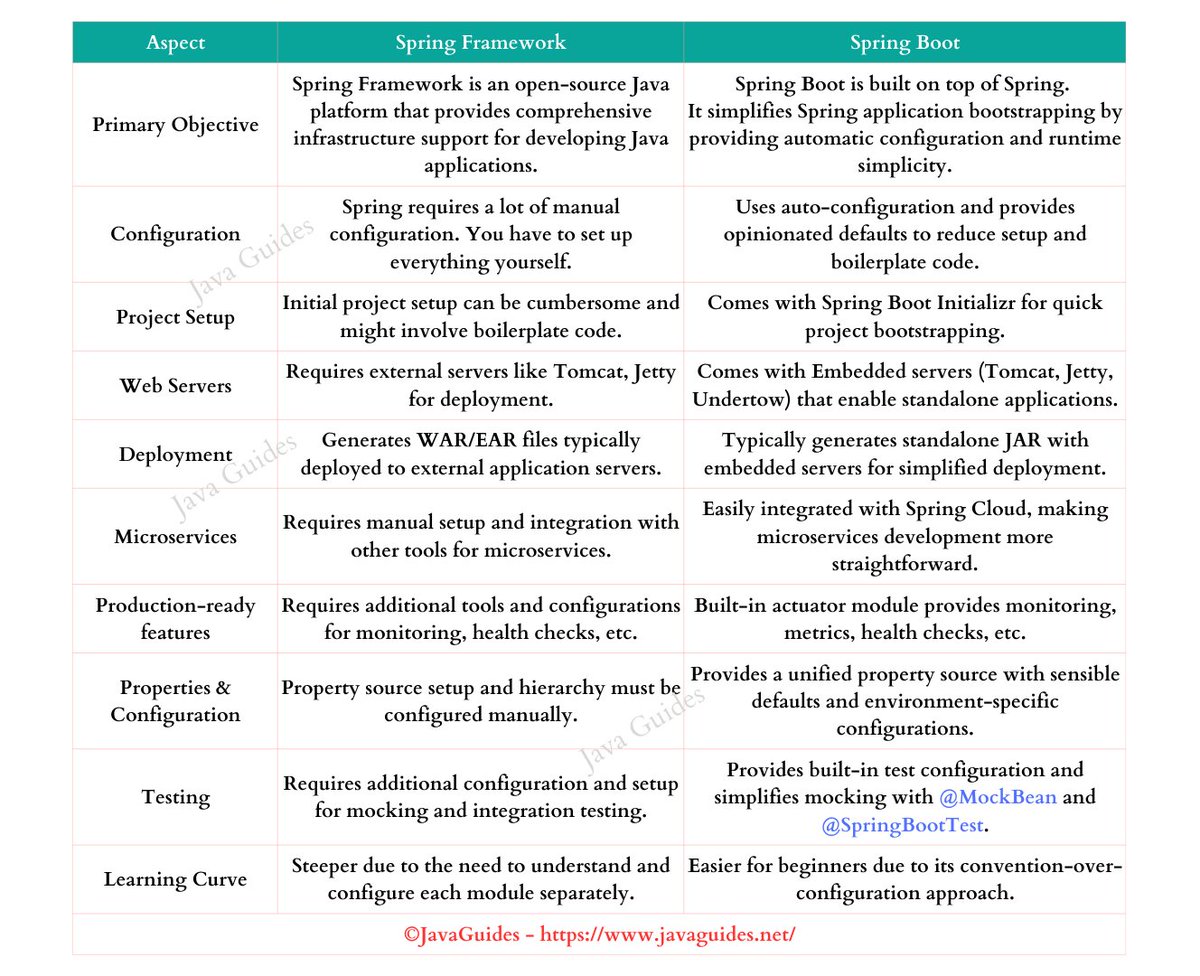 Aspect
Spring Framework
Spring Boot
Primary Objective
Spring Framework is an open-source Java
platform that provides comprehensive
infrastructure support for developing Java
applications.
Spring Boot is built on top of Spring.
It simplifies Spring application bootstrapping by
providing automatic configuration and runtime
simplicity.
Configuration
Spring requires a lot of manual
configuration. You have to set up
everything yourself.
Uses auto-configuration and provides
opinionated defaults to reduce setup and
boilerplate code.
Java Guides
Project Setup
Initial project setup can be cumbersome and
might involve boilerplate code.
Comes with Spring Boot Initializr for quick
project bootstrapping.
Web Servers
Requires external servers like Tomcat, Jetty
for deployment.
Comes with Embedded servers (Tomcat, Jetty,
Undertow) that enable standalone applications.
Deployment
Generates WAR/EAR files typically
deployed to external application servers.
Typically generates standalone JAR with
embedded servers for simplified deployment.
Java Guides
Microservices
Requires manual setup and integration with
other tools for microservices.
Easily integrated with Spring Cloud, making
microservices development more
straightforward.
Production-ready
features
Requires additional tools and configurations
for monitoring, health checks, etc.
Built-in actuator module provides monitoring,
metrics, health checks, etc.
Properties &
Configuration
Property source setup and hierarchy must be
configured manually.
Provides a unified property source with sensible
defaults and environment-specific
configurations.
Java Guides
Testing
Requires additional configuration and setup
for mocking and integration testing.
Provides built-in test configuration and
simplifies mocking with @MockBean and
@SpringBootTest.
Learning Curve
Steeper due to the need to understand and
configure each module separately.
Easier for beginners due to its convention-over-
configuration approach.
©JavaGuides - https://www.javaguides.net/